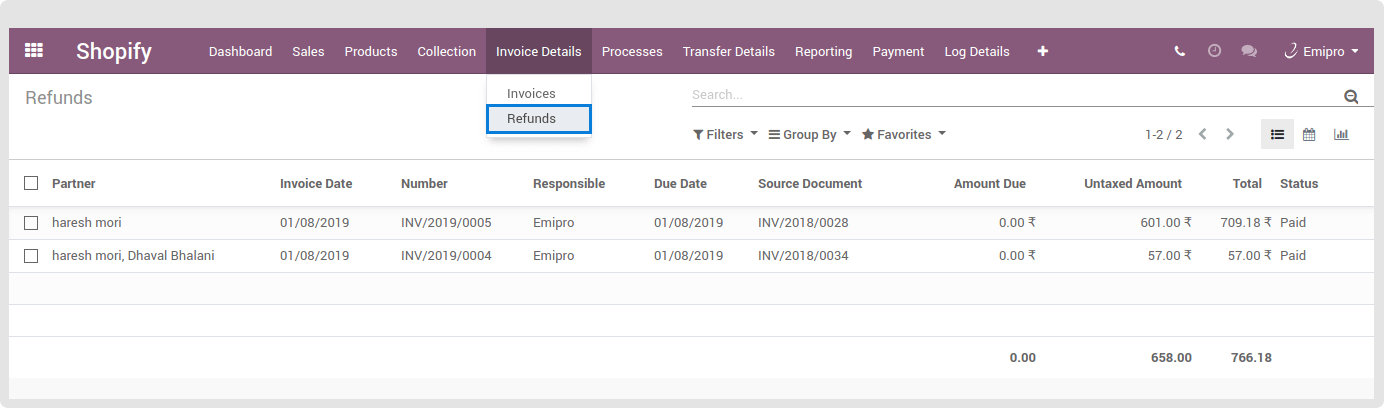 Shopify Dashboard Sales Products Collection Invoice Details Processes Transfer Details Reporting Payment Log Details Emipro
Invoices
Refunds
Refunds
Search...
Filters Group By Favorites 1-2 / 2
Partner Invoice Date Number Responsible Due Date Source Document Amount Due Untaxed Amount Total Status
haresh mori 01/08/2019 INV/2019/0005 Emipro 01/08/2019 INV/2018/0028 0.00 ₹ 601.00 ₹ 709.18 ₹ Paid
haresh mori, Dhaval Bhalani 01/08/2019 INV/2019/0004 Emipro 01/08/2019 INV/2018/0034 0.00 ₹ 57.00 ₹ 57.00 ₹ Paid
0.00 658.00 766.18